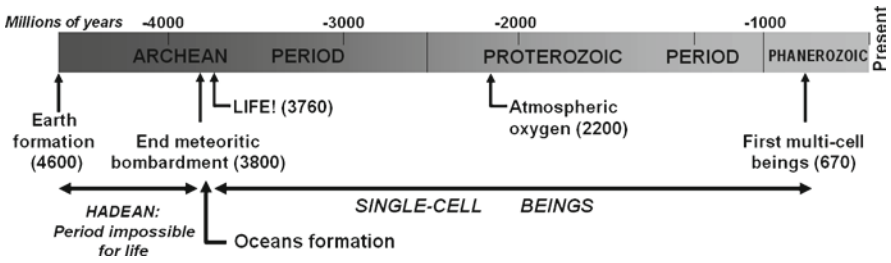 Millions of years -4000 -3000 -2000 -1000 Present
ARCHEAN PERIOD PROTEROZOIC PERIOD PHANEROZOIC
LIFE! (3760)
Earth
formation
(4600)
End meteoritic
bombardment (3800)
Atmospheric
oxygen (2200)
First multi-cell
beings (670)
HADEAN:
Period impossible
for life
SINGLE-CELL BEINGS
Oceans formation